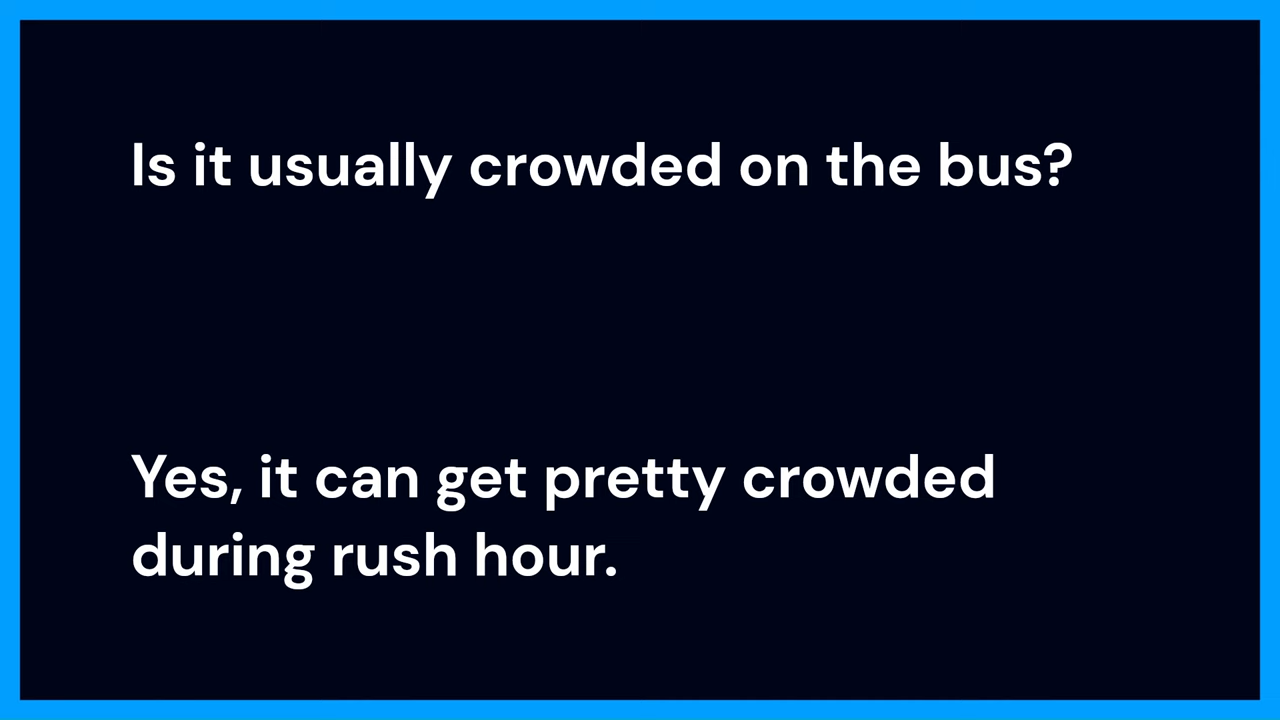 Is it usually crowded on the bus?
Yes, it can get pretty crowded
during rush hour.